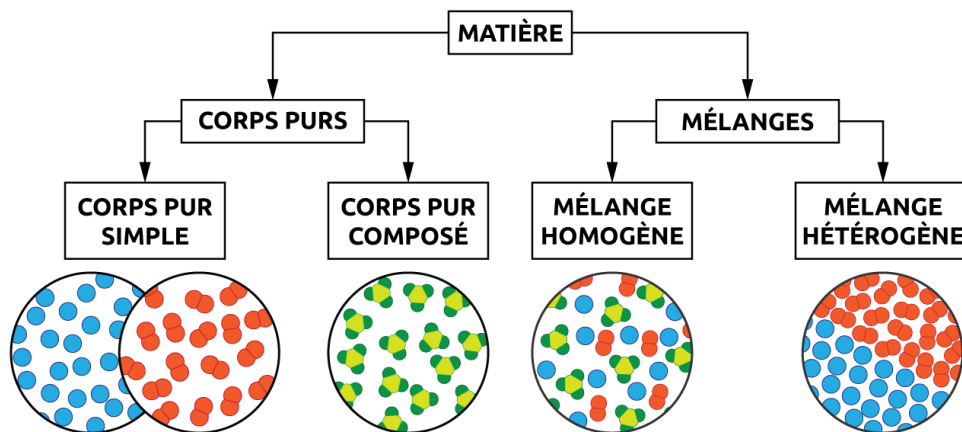 MATIÈRE
CORPS PURS
MÉLANGES
CORPS PUR
SIMPLE
CORPS PUR
COMPOSÉ
MÉLANGE
HOMOGÈNE
MÉLANGE
HÉTÉROGÈNE